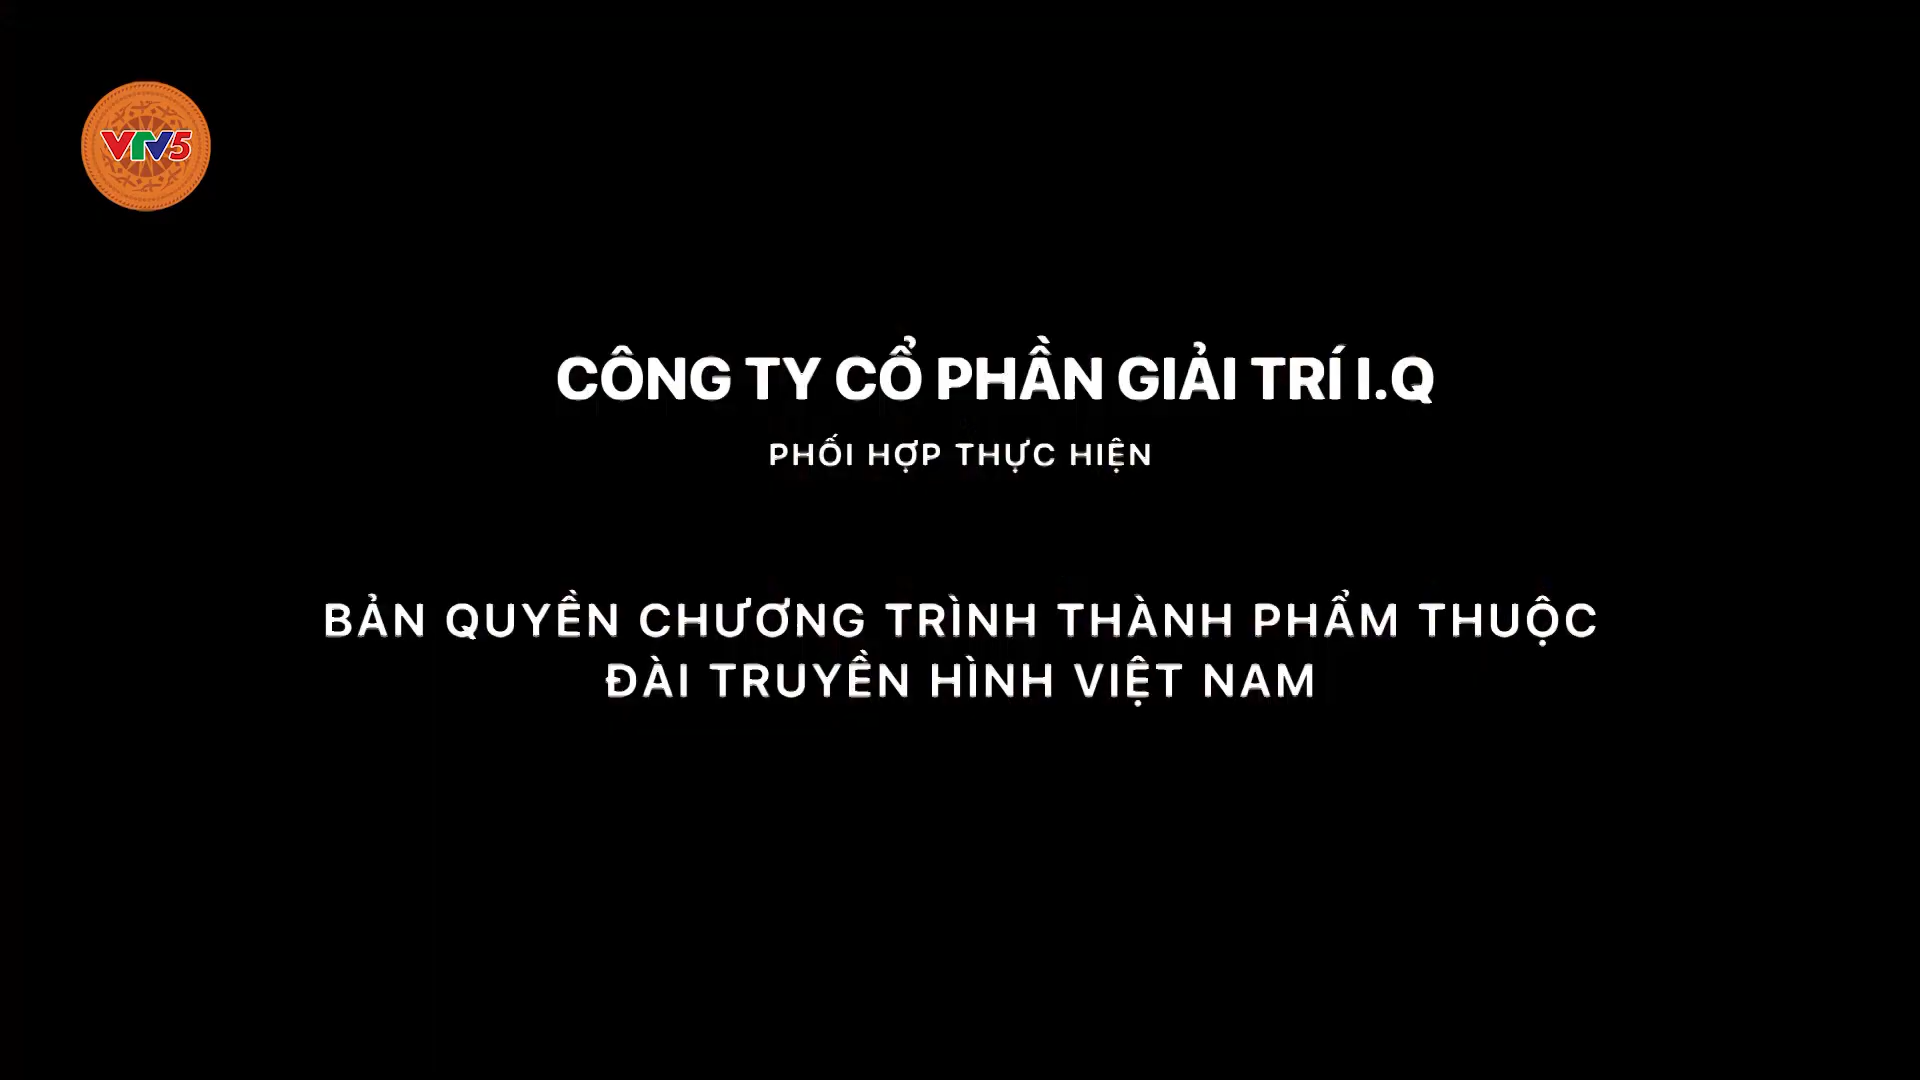 VTV5
CÔNG TY CỔ PHẦN GIẢI TRÍ I.Q
PHỐI HỢP THỰC HIỆN
BẢN QUYỀN CHƯƠNG TRÌNH THÀNH PHẨM THUỘC
ĐÀI TRUYỀN HÌNH VIỆT NAM